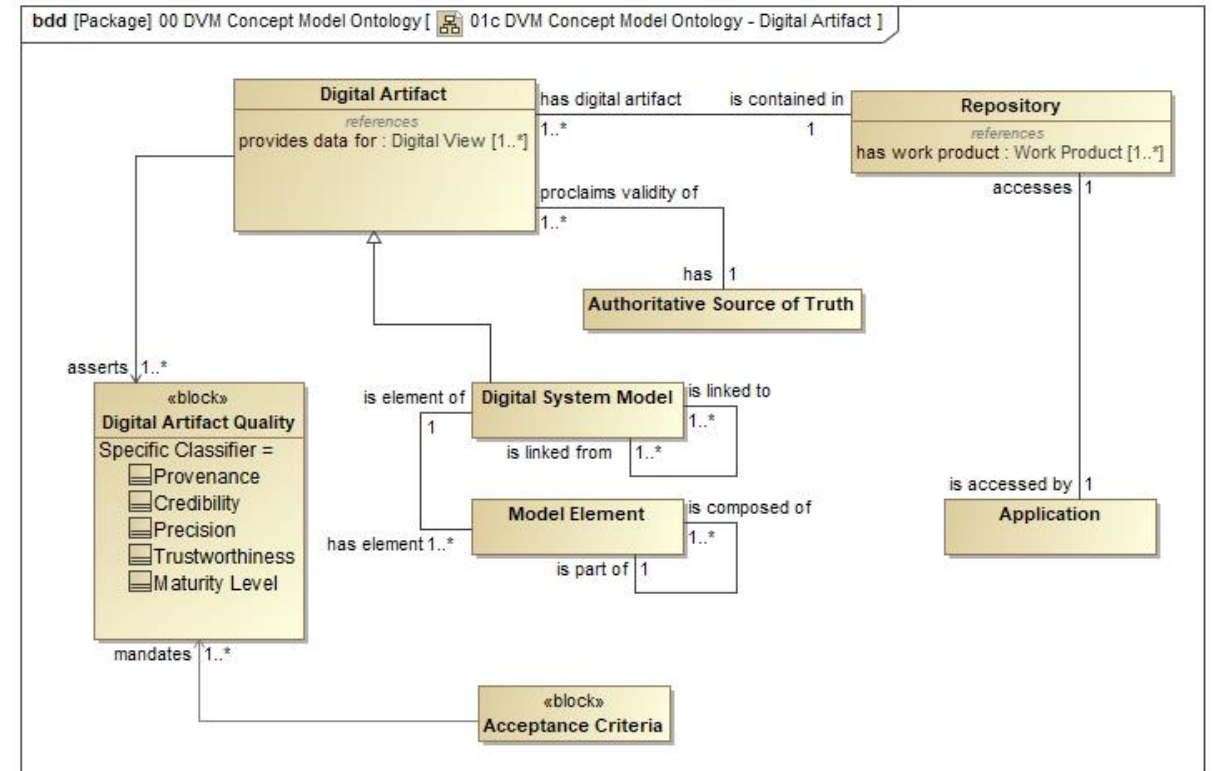 bdd [Package] 00 DVM Concept Model Ontology [ 01c DVM Concept Model Ontology - Digital Artifact ]
Digital Artifact
references
provides data for : Digital View [1..*]
has digital artifact
1..*
is contained in
1
Repository
references
has work product : Work Product [1..*]
proclaims validity of
1..*
accesses 1
has 1
Authoritative Source of Truth
asserts 1..*
«block»
Digital Artifact Quality
Specific Classifier =
Provenance
Credibility
Precision
Trustworthiness
Maturity Level
is element of
1
Digital System Model
is linked to
1..*
is linked from 1..*
Model Element
is composed of
1..*
has element 1..*
is part of 1
is accessed by 1
Application
mandates 1..*
«block»
Acceptance Criteria